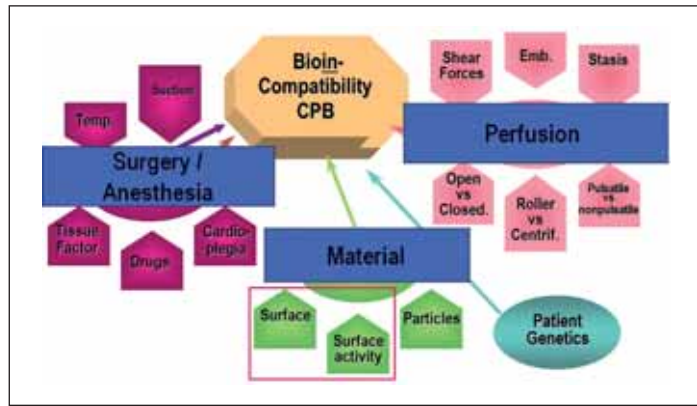 Bioin-
Compatibility
CPB
Suction
Temp.
Surgery /
Anesthesia
Tissue
Factor.
Drugs
Cardio-
plegia
Shear
Forces
Emb.
Stasis
Perfusion
Open
vs
Closed.
Roller
vs
Centrif.
Pulsatile
vs
nonpulsatile
Material
Surface
Surface
activity
Particles
Patient
Genetics